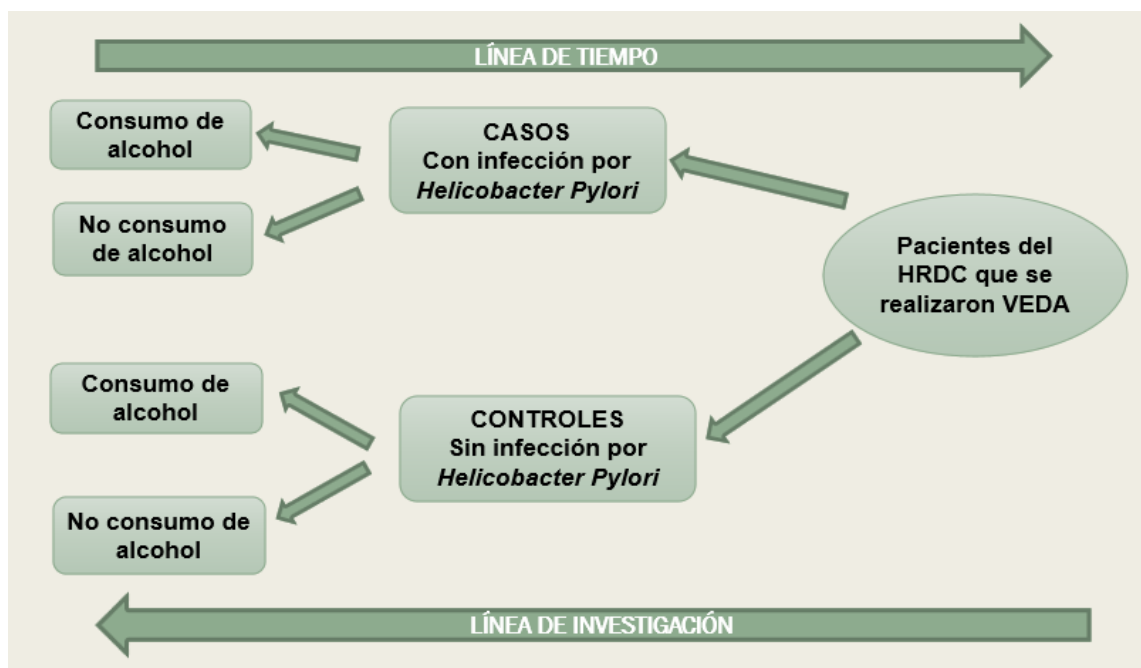 LÍNEA DE TIEMPO
Consumo de
alcohol
No consumo
de alcohol
CASOS
Con infección por
Helicobacter Pylori
Pacientes del
HRDC que se
realizaron VEDA
Consumo de
alcohol
No consumo de
alcohol
CONTROLES
Sin infección por
Helicobacter Pylori
LÍNEA DE INVESTIGACIÓN